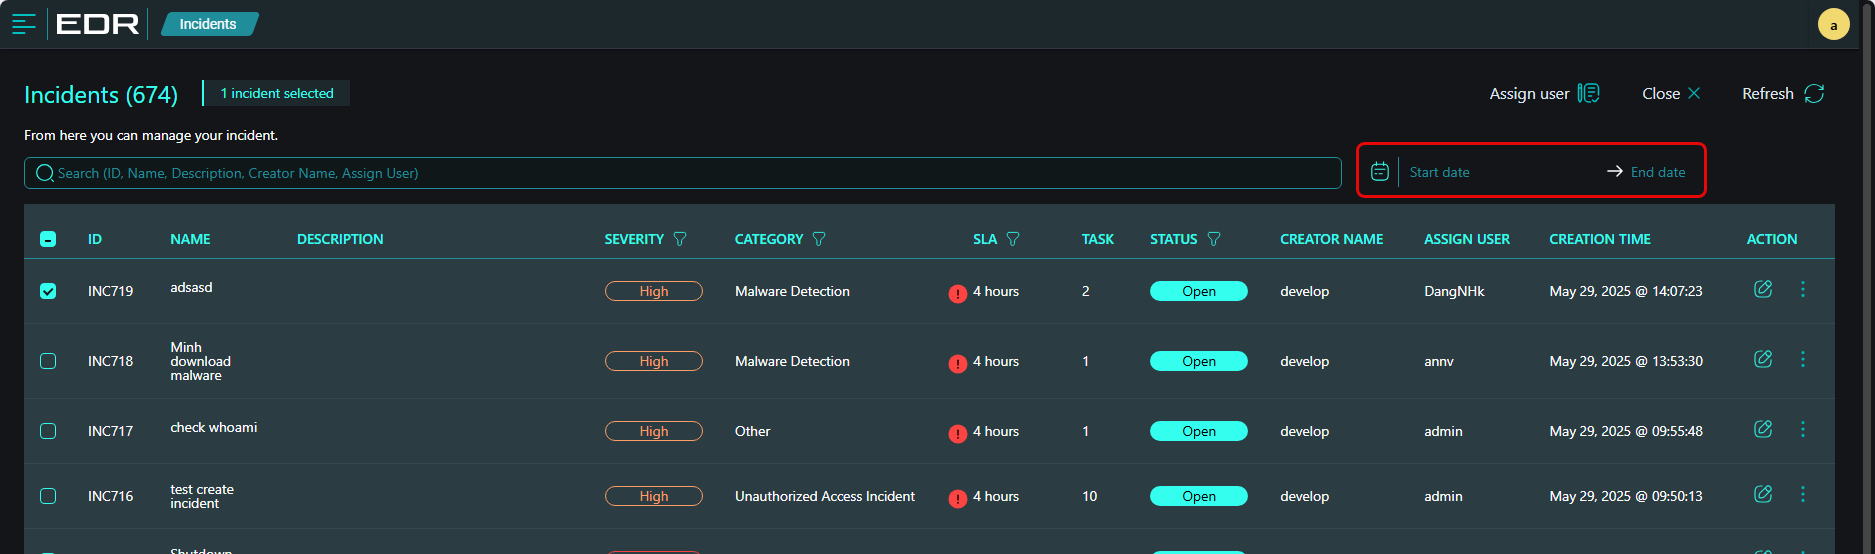 EDR Incidents a
Incidents (674) 1 incident selected Assign user Close Refresh
From here you can manage your incident.
Search (ID, Name, Description, Creator Name, Assign User) Start date End date
ID NAME DESCRIPTION SEVERITY CATEGORY SLA TASK STATUS CREATOR NAME ASSIGN USER CREATION TIME ACTION
INC719 adsasd High Malware Detection 4 hours 2 Open develop DangNHk May 29, 2025 @ 14:07:23
INC718 Minh download malware High Malware Detection 4 hours 1 Open develop annv May 29, 2025 @ 13:53:30
INC717 check whoami High Other 4 hours 1 Open develop admin May 29, 2025 @ 09:55:48
INC716 test create incident High Unauthorized Access Incident 4 hours 10 Open develop admin May 29, 2025 @ 09:50:13
Shutdown